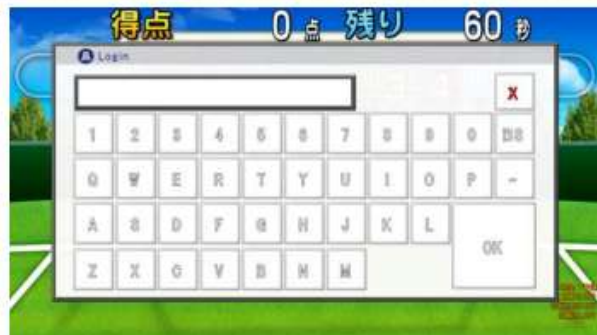 得点 0点 残り 60秒
Login
X
1 2 3 4 5 6 7 8 9 0 BS
Q W E R T Y U I O P -
A S D F G H J K L
OK
Z X C V B N M